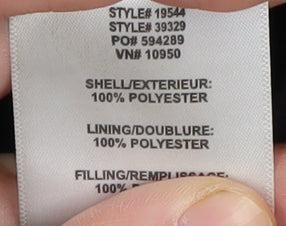 STYLE# 19544
STYLE# 39329
PO# 594289
VN# 10950
SHELL/EXTERIEUR:
100% POLYESTER
LINING/DOUBLURE:
100% POLYESTER
FILLING/REMPLISSAGE:
100%